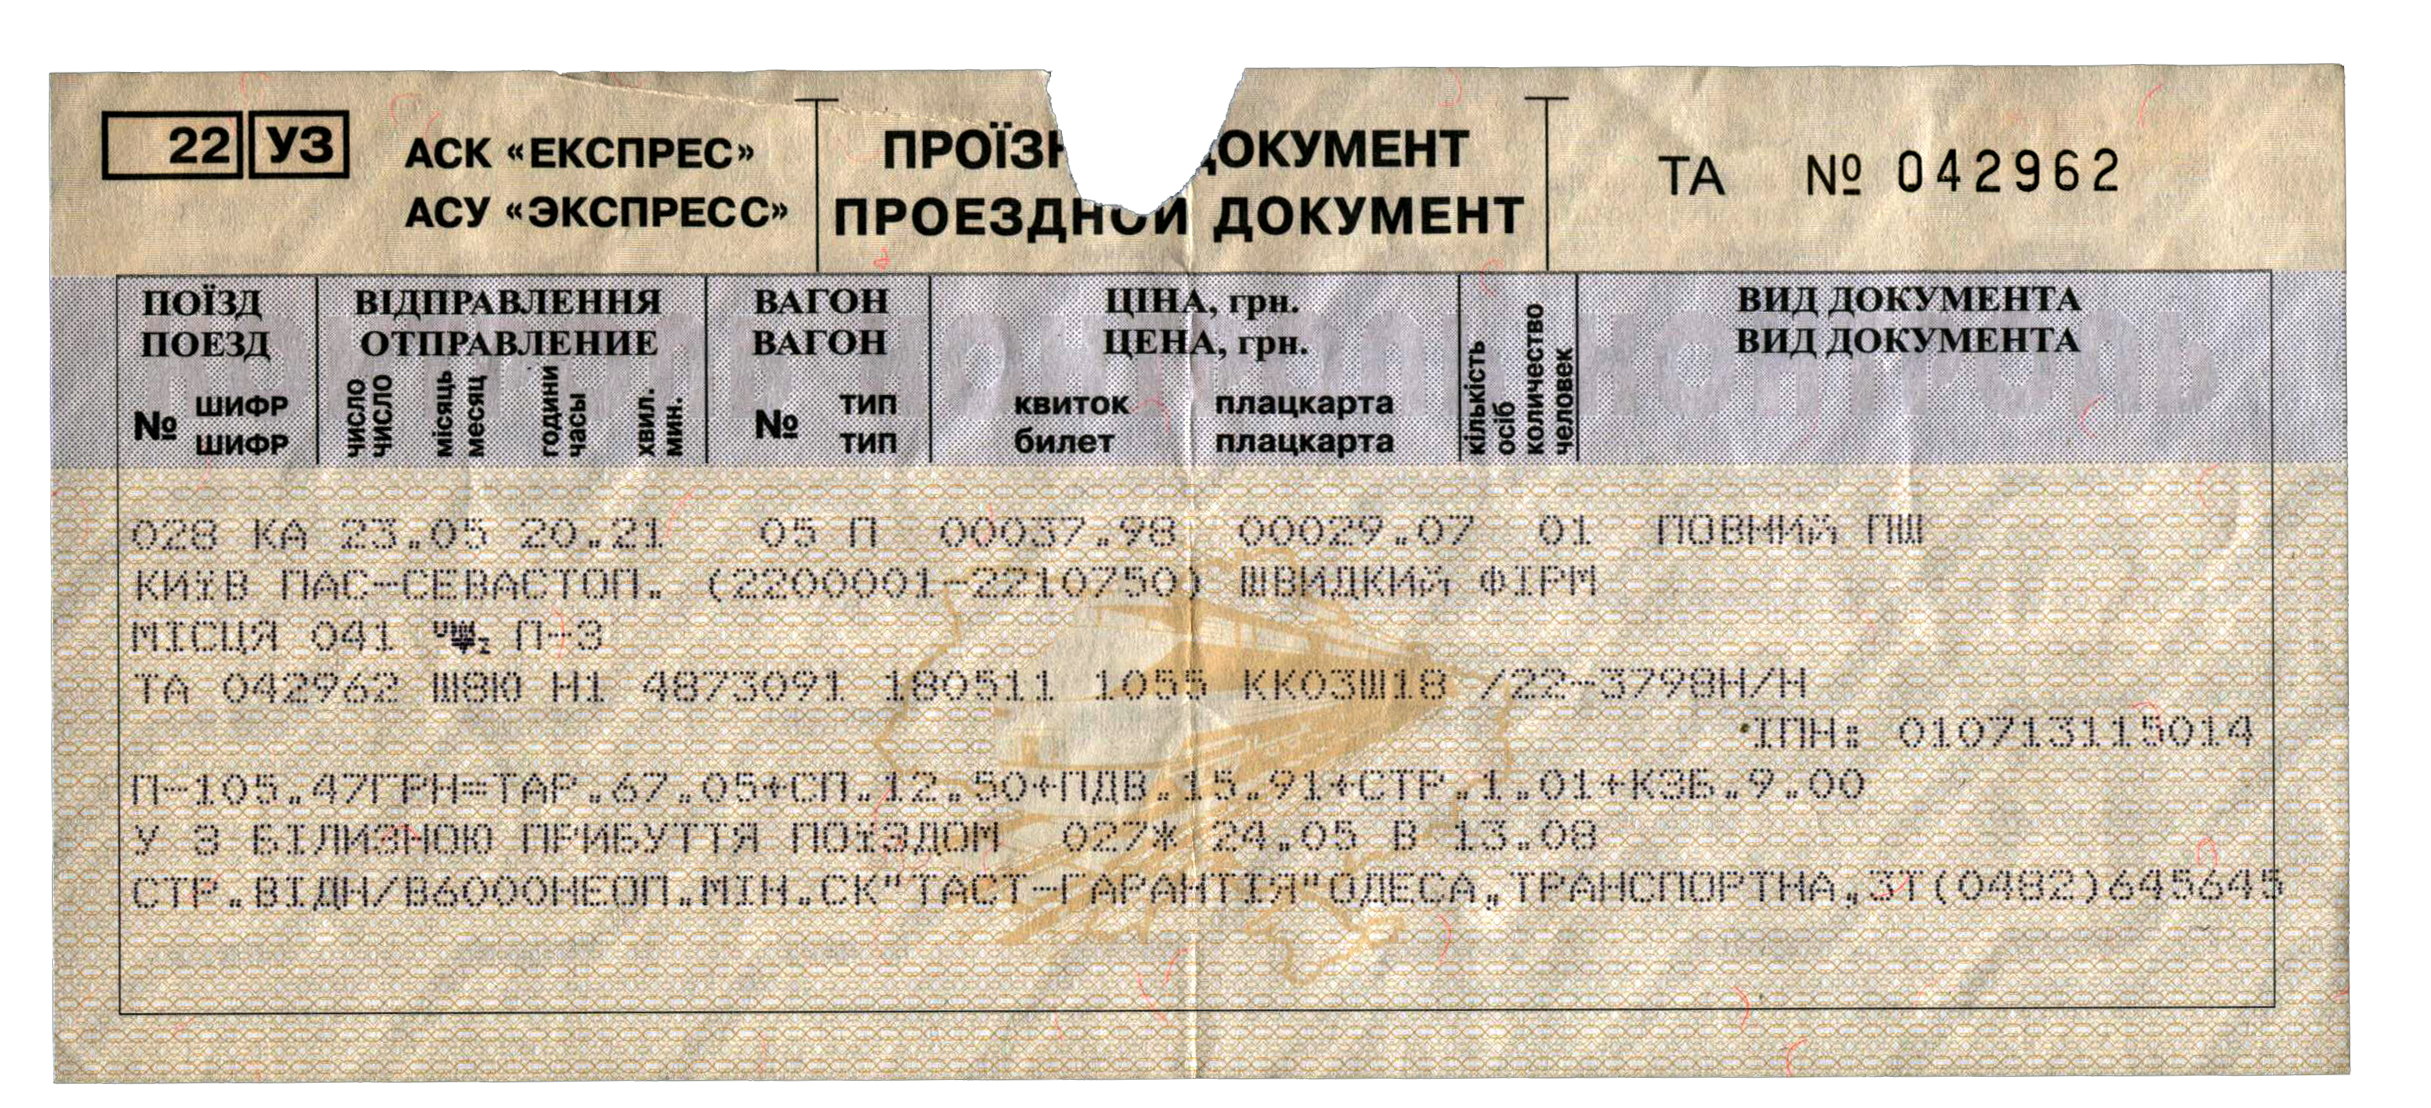 22 УЗ АСК «ЕКСПРЕС» ПРОЇЗН ДОКУМЕНТ ТА № 042962
АСУ «ЭКСПРЕСС» ПРОЕЗДНОЙ ДОКУМЕНТ
ПОЇЗД ВІДПРАВЛЕННЯ ВАГОН ЦІНА, грн. ВИД ДОКУМЕНТА
ПОЕЗД ОТПРАВЛЕНИЕ ВАГОН ЦЕНА, грн. ВИД ДОКУМЕНТА
№ ШИФР число місяць години хвил. № ТИП квиток плацкарта кількість осіб
ШИФР число месяц часы мин. ТИП билет плацкарта количество человек
028 КА 23.05 20.21 05 П 00037.98 00029.07 01 ПОВНИЙ ПШ
КИЇВ ПАС-СЕВАСТОП. (2200001-2210750) ШВИДКИЙ ФІРМ
МІСЦЯ 041 П-3
ТА 042962 ШВЮ Н1 4873091 180511 1055 ККОЗШ18 /22-3798Н/Н
ІПН: 010713115014
П-105.47ГРН=ТАР.67.05+СП.12.50+ПДВ.15.91+СТР.1.01+КЗБ.9.00
У З БІЛИЗНОЮ ПРИБУТТЯ ПОЇЗДОМ 027Ж 24.05 В 13.08
СТР.ВІДН/В6000НЕОП.МІН.СК"ТАСТ-ГАРАНТІЯ"ОДЕСА,ТРАНСПОРТНА,3Т(0482)645645